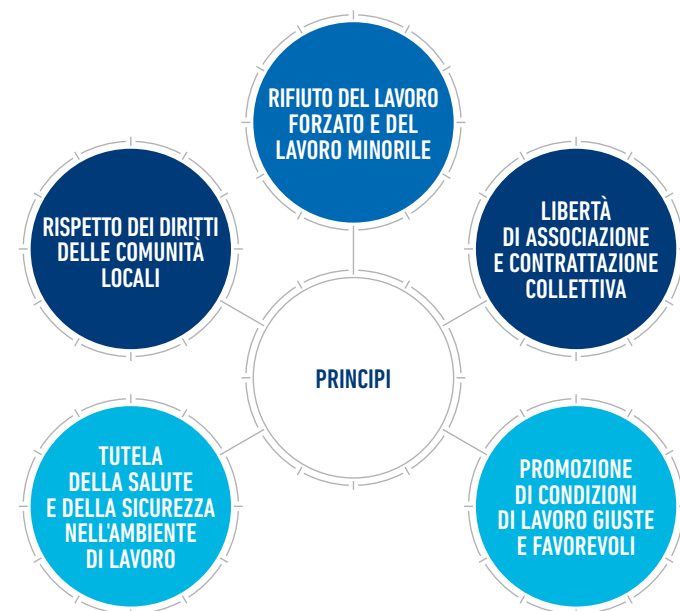 RIFIUTO DEL LAVORO
FORZATO E DEL
LAVORO MINORILE
RISPETTO DEI DIRITTI
DELLE COMUNITÀ
LOCALI
LIBERTÀ
DI ASSOCIAZIONE
E CONTRATTAZIONE
COLLETTIVA
PRINCIPI
TUTELA
DELLA SALUTE
E DELLA SICUREZZA
NELL'AMBIENTE
DI LAVORO
PROMOZIONE
DI CONDIZIONI
DI LAVORO GIUSTE
E FAVOREVOLI